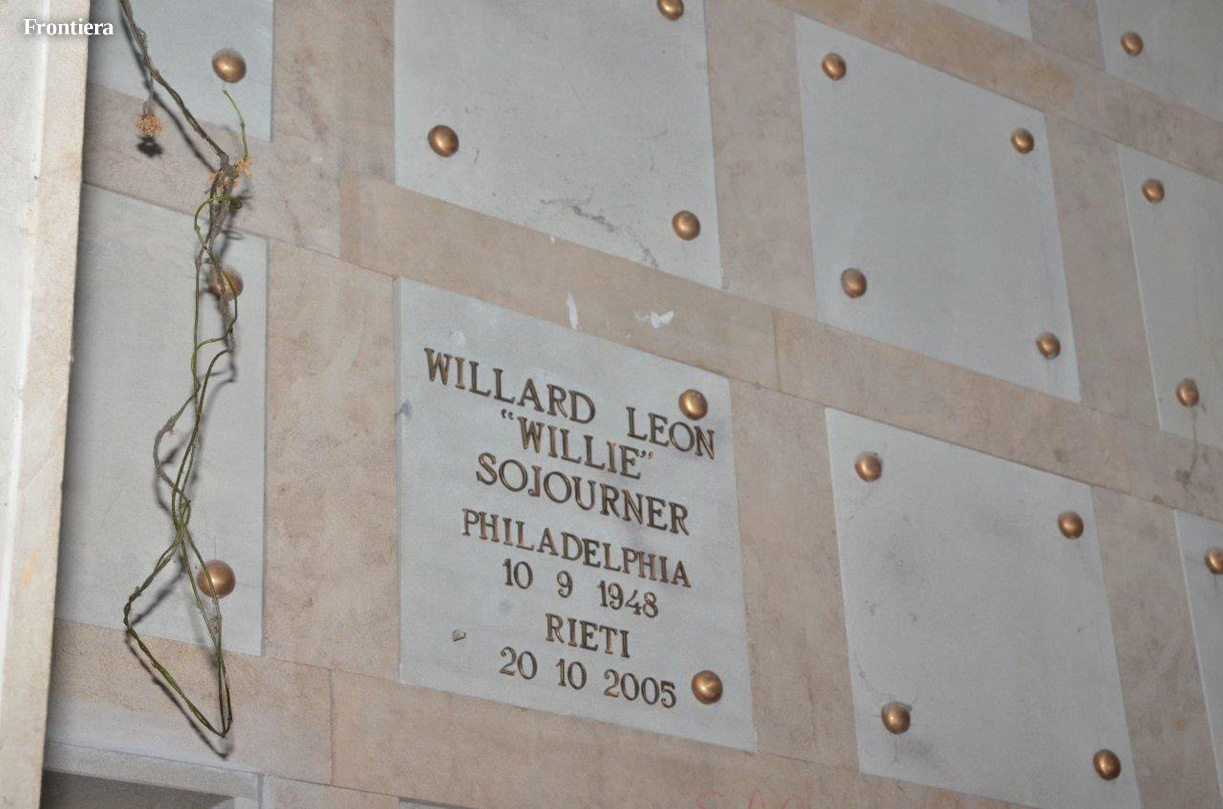 Frontiera
WILLARD LEON
"WILLIE"
SOJOURNER
PHILADELPHIA
10 9 1948
RIETI
20 10 2005